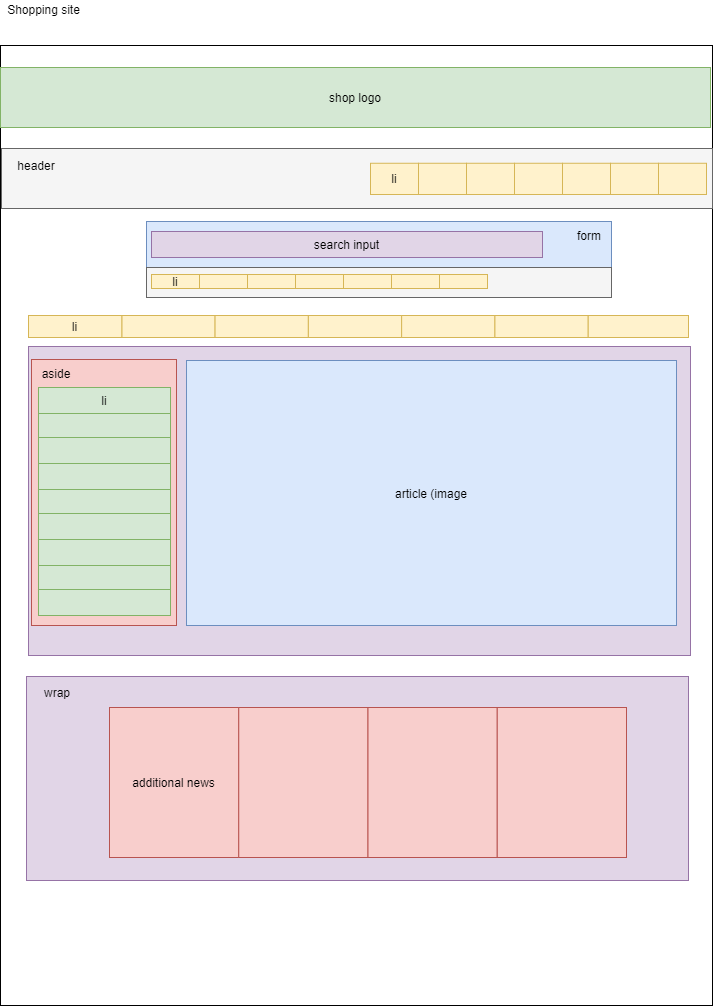 Shopping site
shop logo
header
li
search input
form
li
li
aside
li
article (image
wrap
additional news